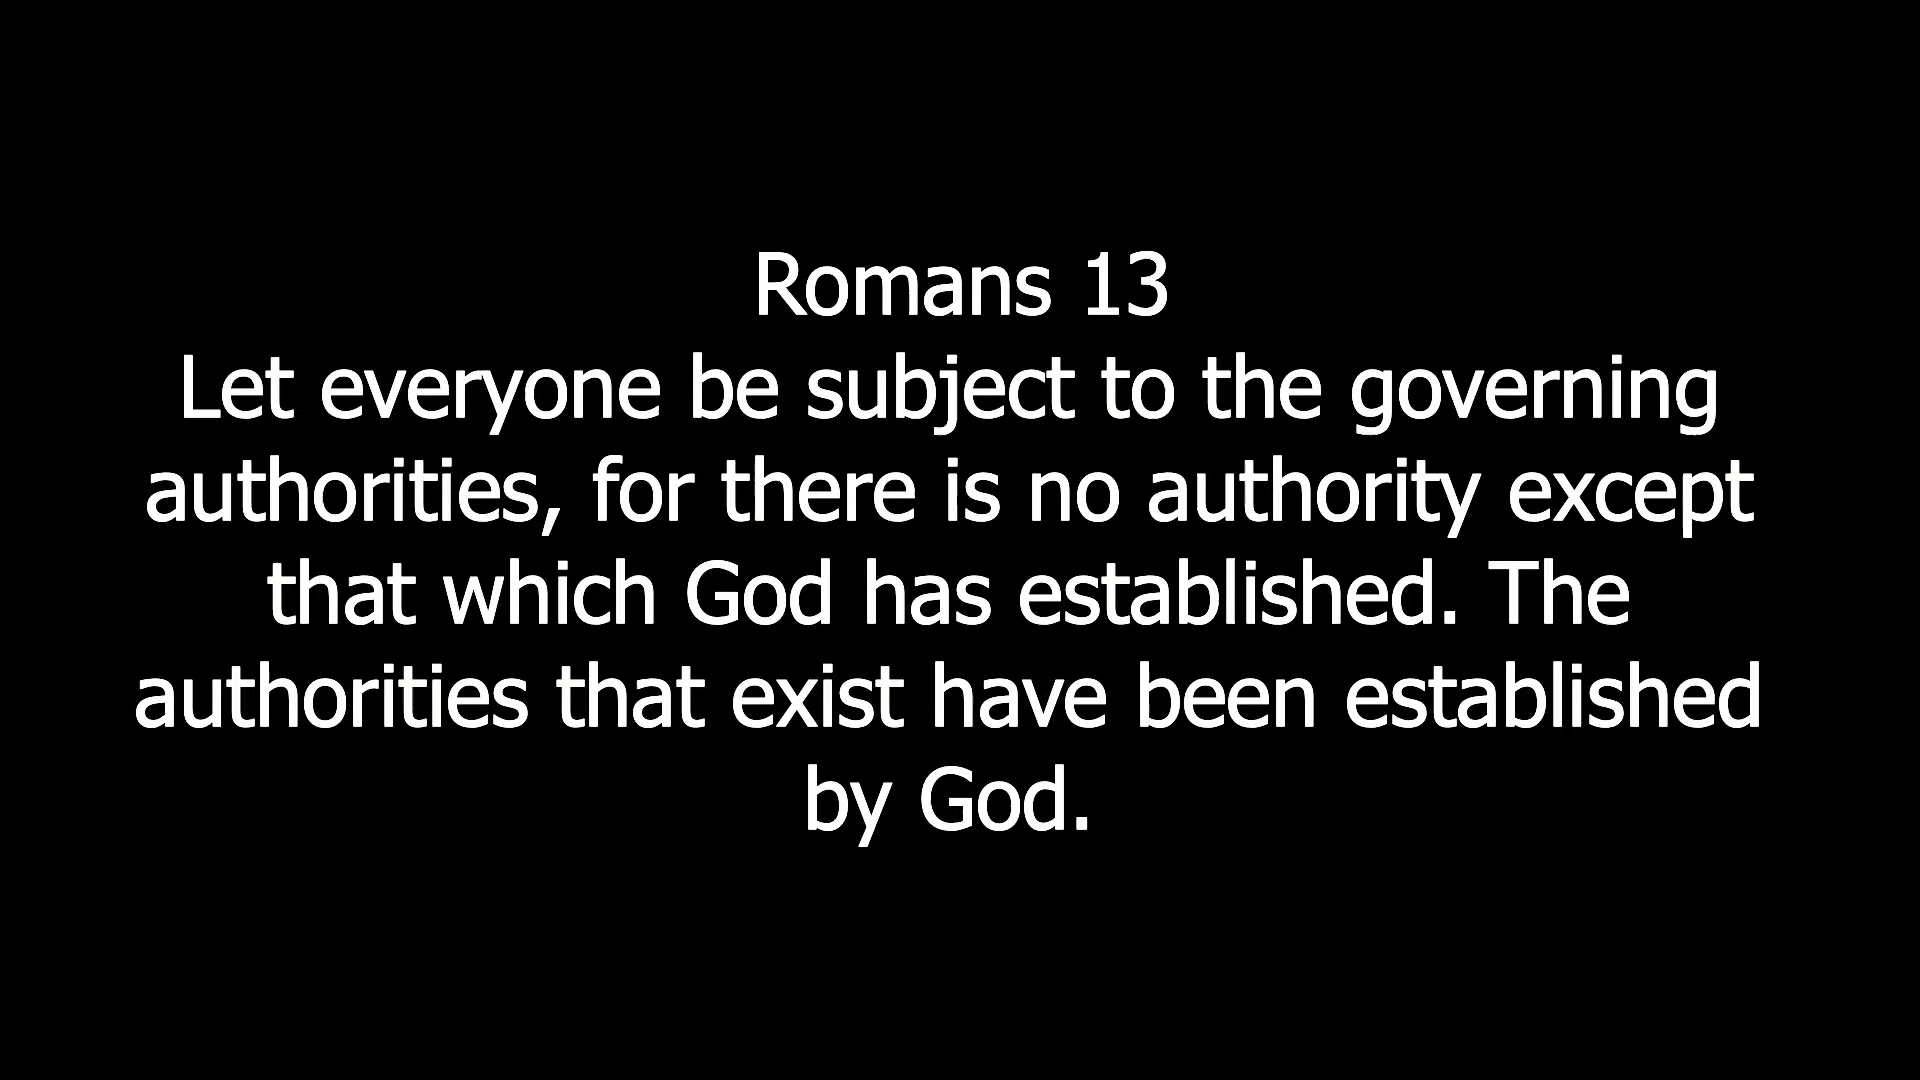 Romans 13
Let everyone be subject to the governing
authorities, for there is no authority except
that which God has established. The
authorities that exist have been established
by God.